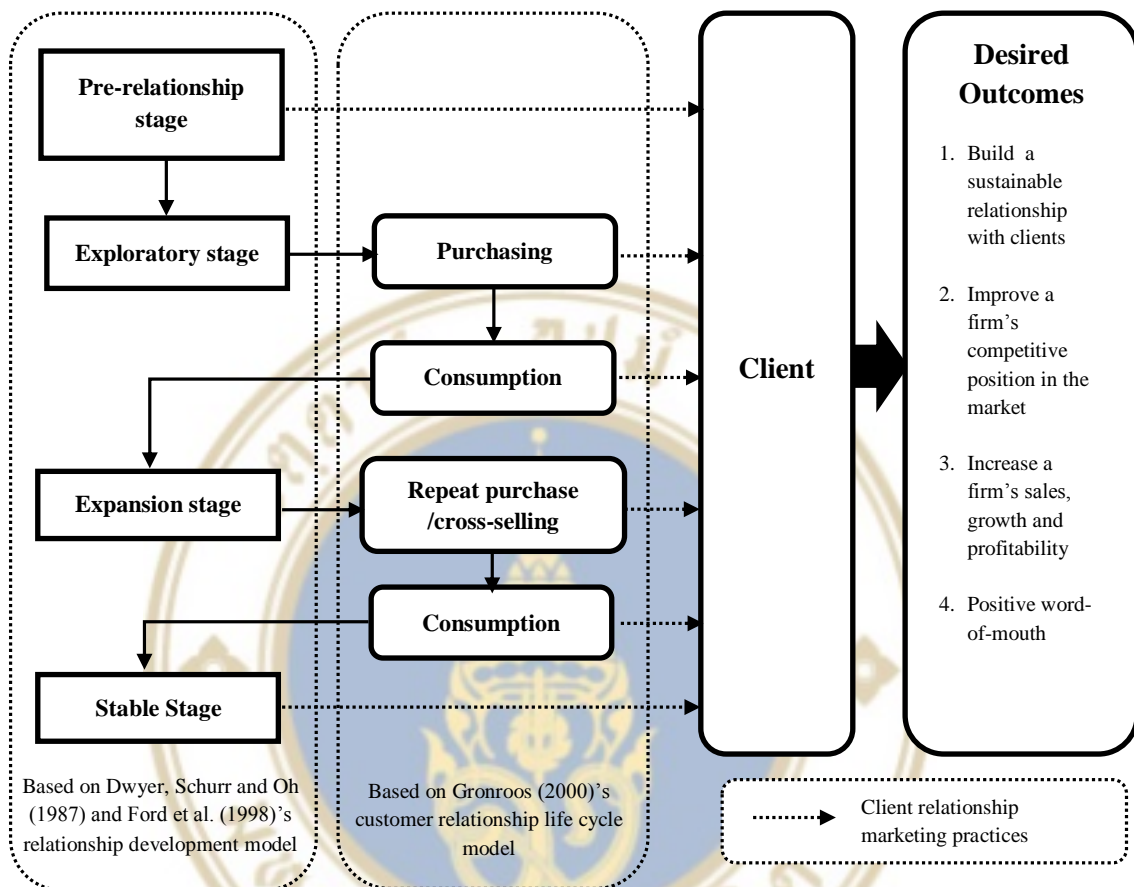 Pre-relationship
stage
Exploratory stage
Expansion stage
Stable Stage
Based on Dwyer, Schurr and Oh
(1987) and Ford et al. (1998)’s
relationship development model
Purchasing
Consumption
Repeat purchase
/cross-selling
Consumption
Based on Gronroos (2000)’s
customer relationship life cycle
model
Client
Desired
Outcomes
1. Build a
sustainable
relationship
with clients
2. Improve a
firm’s
competitive
position in the
market
3. Increase a
firm’s sales,
growth and
profitability
4. Positive word-
of-mouth
Client relationship
marketing practices